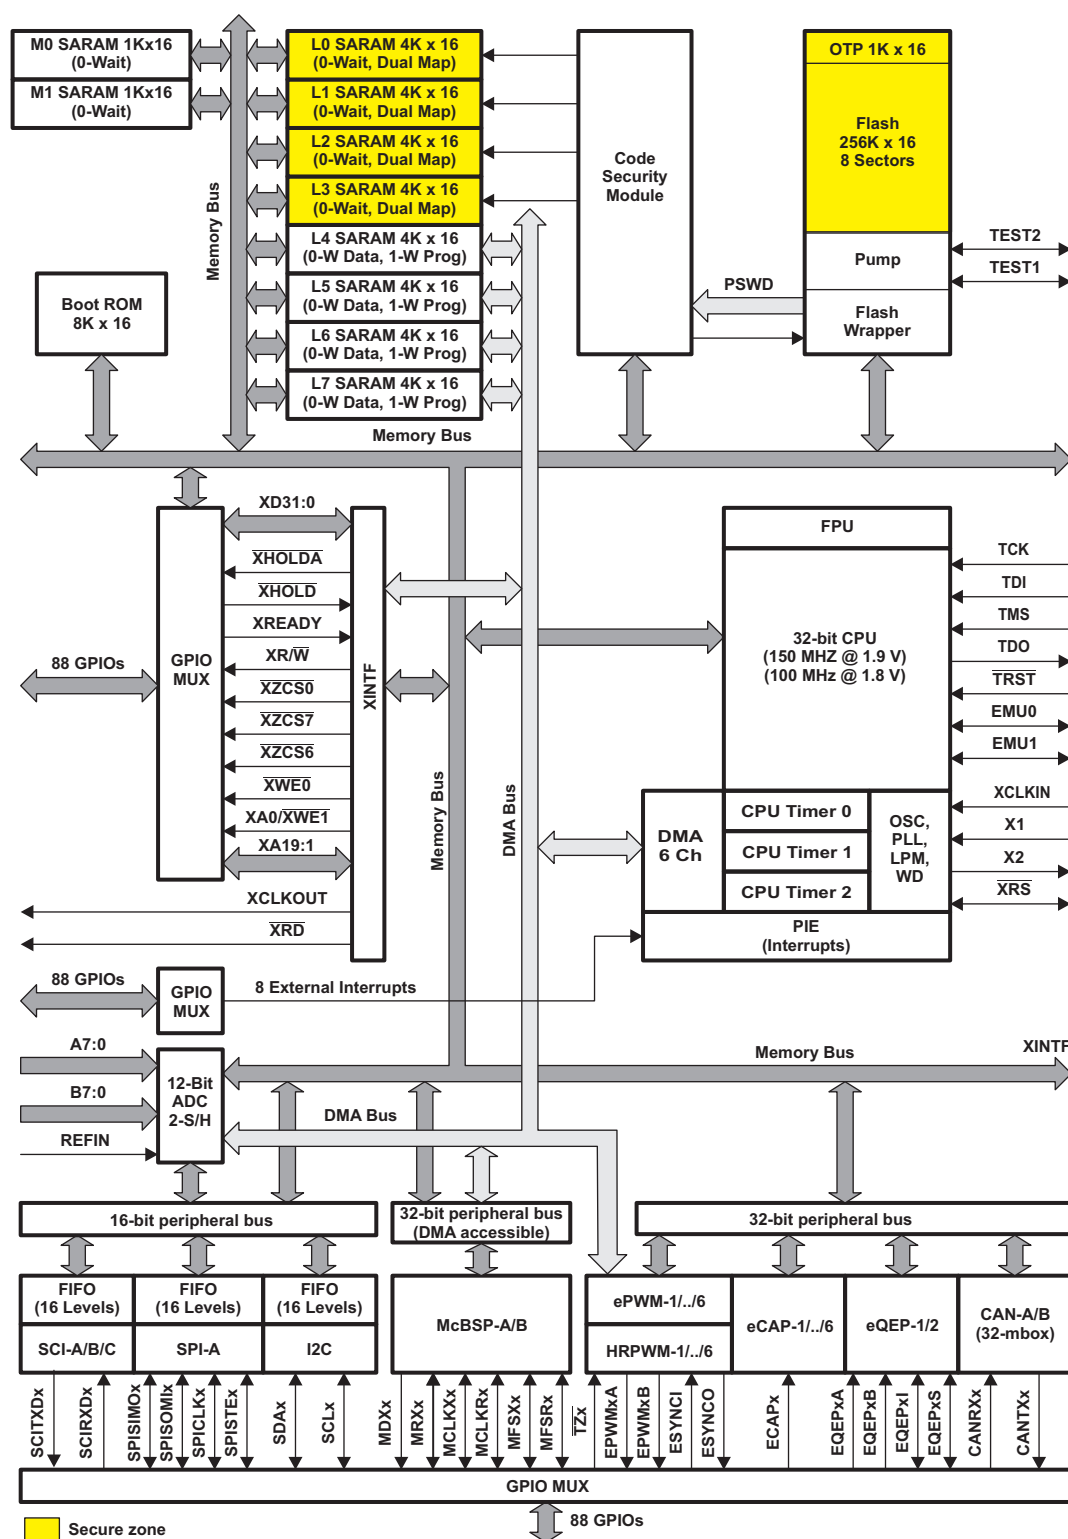 M0 SARAM 1Kx16
(0-Wait)
M1 SARAM 1Kx16
(0-Wait)
L0 SARAM 4K x 16
(0-Wait, Dual Map)
L1 SARAM 4K x 16
(0-Wait, Dual Map)
L2 SARAM 4K x 16
(0-Wait, Dual Map)
L3 SARAM 4K x 16
(0-Wait, Dual Map)
L4 SARAM 4K x 16
(0-W Data, 1-W Prog)
L5 SARAM 4K x 16
(0-W Data, 1-W Prog)
L6 SARAM 4K x 16
(0-W Data, 1-W Prog)
L7 SARAM 4K x 16
(0-W Data, 1-W Prog)
Memory Bus
Code
Security
Module
OTP 1K x 16
Flash
256K x 16
8 Sectors
Pump
Flash
Wrapper
TEST2
TEST1
PSWD
Boot ROM
8K x 16
Memory Bus
XD31:0
XHOLDA
XHOLD
XREADY
XR/W
XZCS0
XZCS7
XZCS6
XWE0
XA0/XWE1
XA19:1
XCLKOUT
XRD
88 GPIOs
GPIO
MUX
XINTF
Memory Bus
DMA Bus
FPU
32-bit CPU
(150 MHZ @ 1.9 V)
(100 MHz @ 1.8 V)
TCK
TDI
TMS
TDO
TRST
EMU0
EMU1
XCLKIN
X1
X2
XRS
DMA
6 Ch
CPU Timer 0
CPU Timer 1
CPU Timer 2
OSC,
PLL,
LPM,
WD
PIE
(Interrupts)
88 GPIOs
GPIO
MUX
8 External Interrupts
A7:0
B7:0
REFIN
12-Bit
ADC
2-S/H
Memory Bus
XINTF
DMA Bus
16-bit peripheral bus
32-bit peripheral bus
(DMA accessible)
32-bit peripheral bus
FIFO
(16 Levels)
FIFO
(16 Levels)
FIFO
(16 Levels)
SCI-A/B/C
SPI-A
I2C
McBSP-A/B
ePWM-1/../6
HRPWM-1/../6
eCAP-1/../6
eQEP-1/2
CAN-A/B
(32-mbox)
SCITXDx
SCIRXDx
SPISIMOx
SPISOMIx
SPICLKx
SPISTEx
SDAx
SCLx
MDXx
MRXx
MCLKXx
MCLKRx
MFSXx
MFSRx
TZx
EPWMxA
EPWMxB
ESYNCI
ESYNCO
ECAPx
EQEPxA
EQEPxB
EQEPxI
EQEPxS
CANRXx
CANTXx
GPIO MUX
88 GPIOs
Secure zone